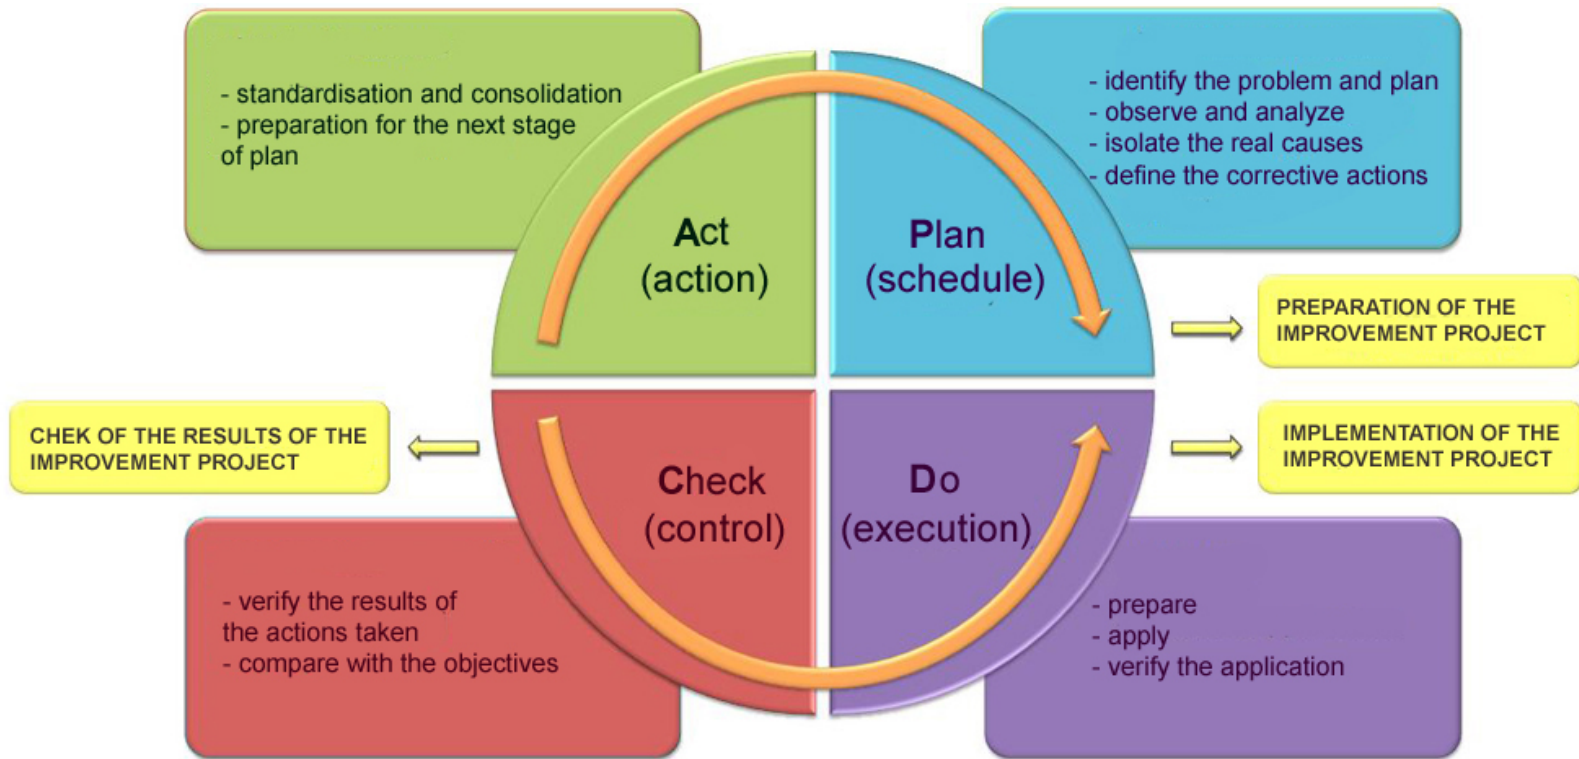 - standardisation and consolidation
- preparation for the next stage
of plan
- identify the problem and plan
- observe and analyze
- isolate the real causes
- define the corrective actions
Act
(action)
Plan
(schedule)
PREPARATION OF THE
IMPROVEMENT PROJECT
CHEK OF THE RESULTS OF THE
IMPROVEMENT PROJECT
Check
(control)
Do
(execution)
IMPLEMENTATION OF THE
IMPROVEMENT PROJECT
- verify the results of
the actions taken
- compare with the objectives
- prepare
- apply
- verify the application